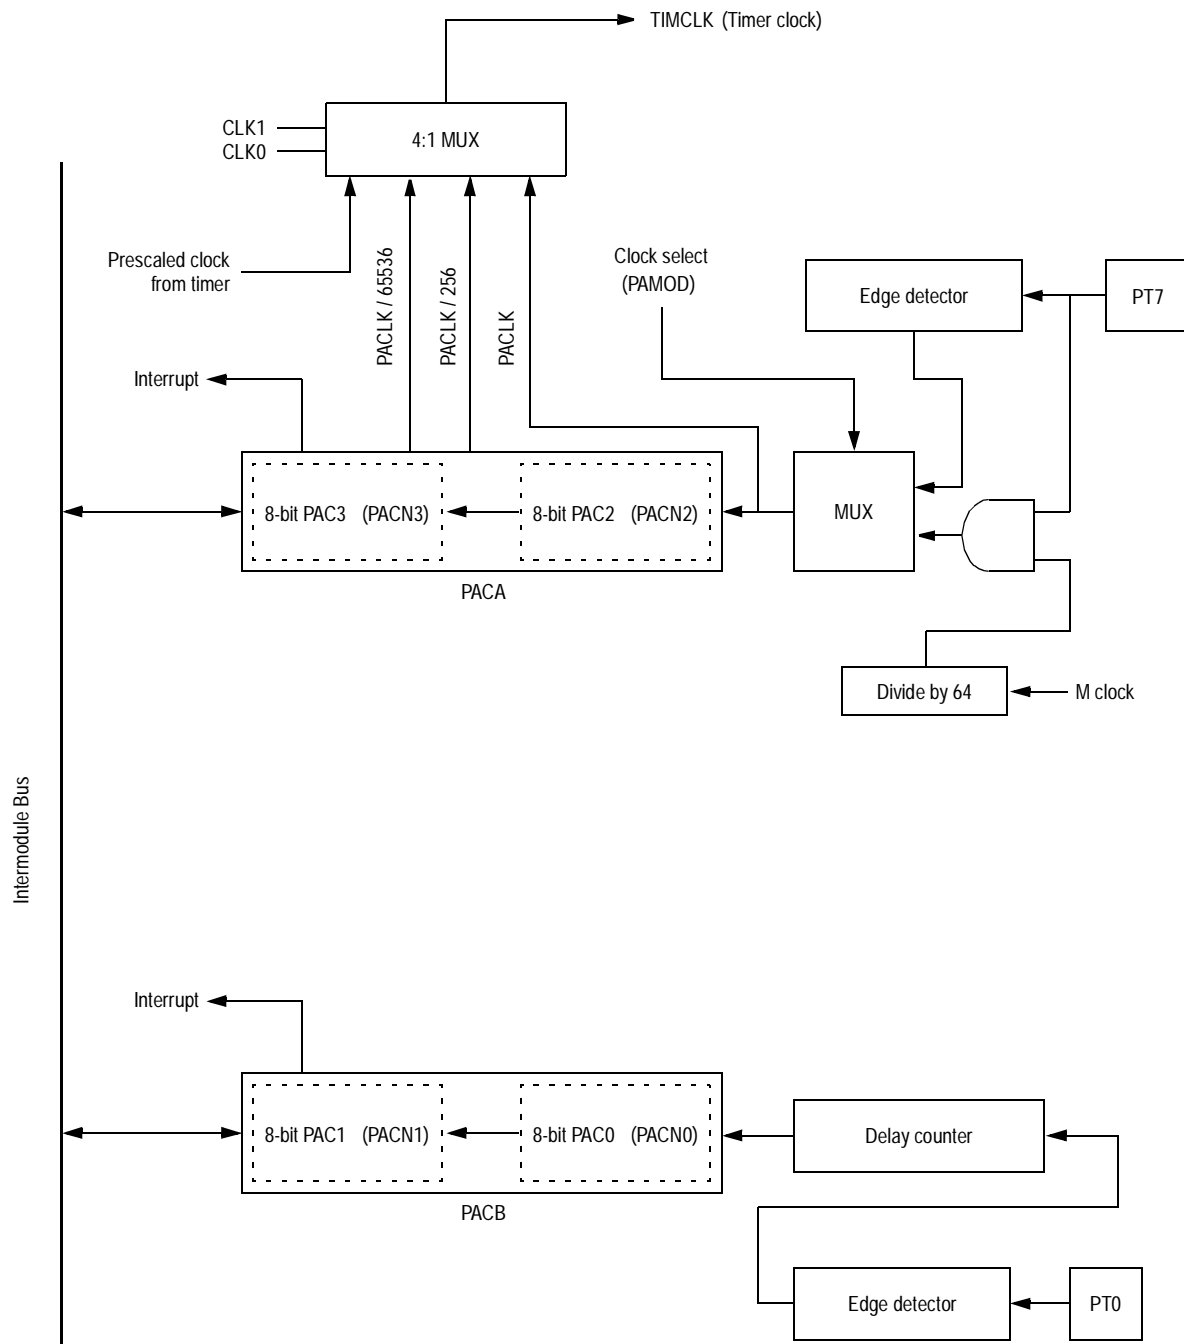 TIMCLK (Timer clock)
CLK1
CLK0
4:1 MUX
Prescaled clock
from timer
PACLK / 65536
PACLK / 256
PACLK
Clock select
(PAMOD)
Edge detector
PT7
Interrupt
8-bit PAC3 (PACN3)
8-bit PAC2 (PACN2)
MUX
PACA
Divide by 64
M clock
Intermodule Bus
Interrupt
8-bit PAC1 (PACN1)
8-bit PAC0 (PACN0)
Delay counter
PACB
Edge detector
PT0